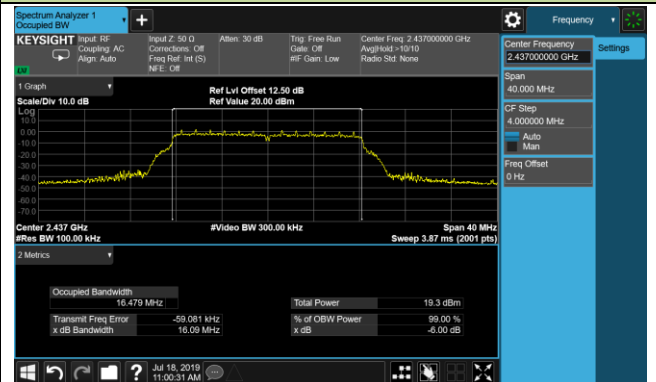 Spectrum Analyzer 1
Occupied BW
Frequency
KEYSIGHT
Input: RF
Coupling: AC
Align: Auto
Input Z: 50 Ω
Corrections: Off
Freq Ref: Int (S)
NFE: Off
Atten: 30 dB
Trig: Free Run
Gate: Off
#IF Gain: Low
Center Freq: 2.437000000 GHz
Avg|Hold:>10/10
Radio Std: None
Center Frequency
2.437000000 GHz
Settings
Span
40.000 MHz
CF Step
4.000000 MHz
Auto
Man
Freq Offset
0 Hz
1 Graph
Scale/Div 10.0 dB
Ref Lvl Offset 12.50 dB
Ref Value 20.00 dBm
Log
10.0
0.00
-10.0
-20.0
-30.0
-40.0
-50.0
-60.0
-70.0
Center 2.437 GHz
#Res BW 100.00 kHz
#Video BW 300.00 kHz
Span 40 MHz
Sweep 3.87 ms (2001 pts)
2 Metrics
Occupied Bandwidth
16.479 MHz
Transmit Freq Error -59.081 kHz
x dB Bandwidth 16.09 MHz
Total Power 19.3 dBm
% of OBW Power 99.00 %
x dB -6.00 dB
Jul 18, 2019
11:00:31 AM